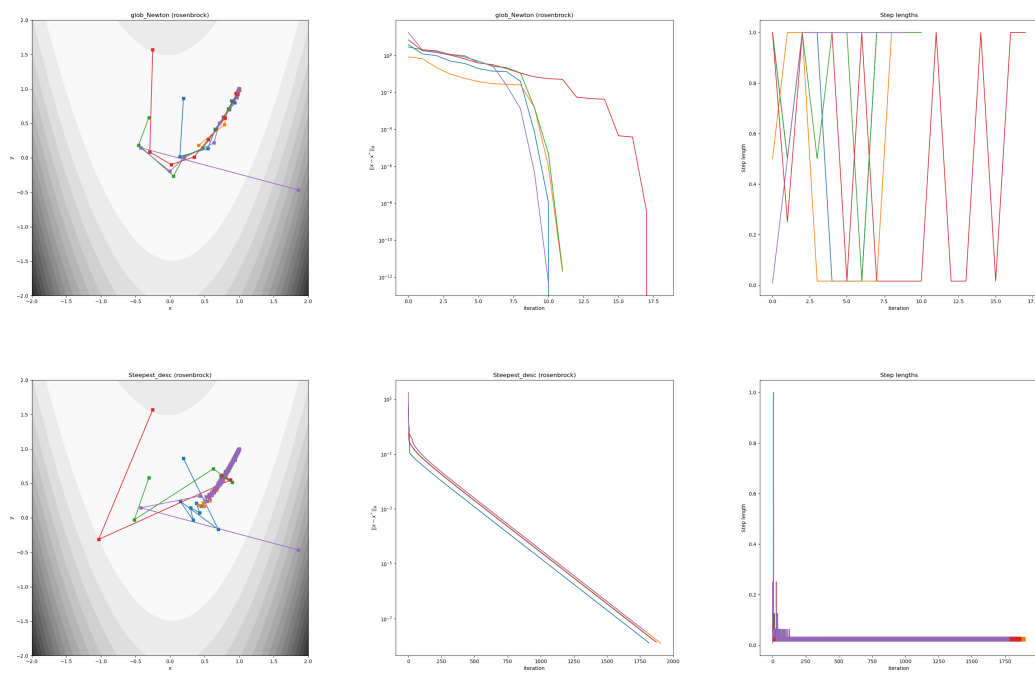 glob_Newton (rosenbrock)
2.0
1.5
1.0
0.5
0.0
−0.5
−1.0
−1.5
−2.0
y
−2.0 −1.5 −1.0 −0.5 0.0 0.5 1.0 1.5 2.0
x
glob_Newton (rosenbrock)
10⁰
10⁻²
10⁻⁴
10⁻⁶
10⁻⁸
10⁻¹⁰
10⁻¹²
0.0 2.5 5.0 7.5 10.0 12.5 15.0 17.5
Iteration
Step lengths
1.0
0.8
0.6
0.4
0.2
0.0
Step length
0.0 2.5 5.0 7.5 10.0 12.5 15.0
Iteration
Steepest_desc (rosenbrock)
2.0
1.5
1.0
0.5
0.0
−0.5
−1.0
−1.5
−2.0
y
−2.0 −1.5 −1.0 −0.5 0.0 0.5 1.0 1.5 2.0
x
Steepest_desc (rosenbrock)
10¹
10⁻¹
10⁻³
10⁻⁵
10⁻⁷
0 250 500 750 1000 1250 1500 1750 2000
Iteration
Step lengths
1.0
0.8
0.6
0.4
0.2
0.0
Step length
0 250 500 750 1000 1250 1500 1750
Iteration